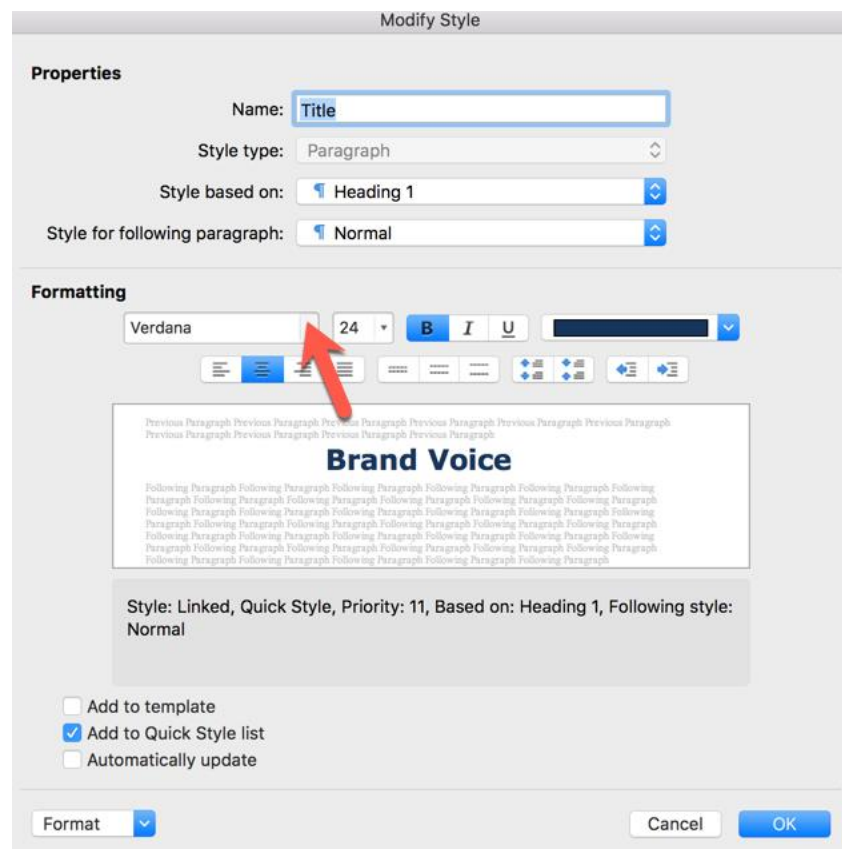 Modify Style
Properties
Name: Title
Style type: Paragraph
Style based on: ¶ Heading 1
Style for following paragraph: ¶ Normal
Formatting
Verdana 24 B I U
Previous Paragraph Previous Paragraph Previous Paragraph Previous Paragraph Previous Paragraph Previous Paragraph
Previous Paragraph Previous Paragraph Previous Paragraph Previous Paragraph
Brand Voice
Following Paragraph Following Paragraph Following Paragraph Following Paragraph Following Paragraph Following
Paragraph Following Paragraph Following Paragraph Following Paragraph Following Paragraph Following Paragraph
Following Paragraph Following Paragraph Following Paragraph Following Paragraph Following Paragraph Following
Paragraph Following Paragraph Following Paragraph Following Paragraph Following Paragraph Following Paragraph
Following Paragraph Following Paragraph Following Paragraph Following Paragraph Following Paragraph Following
Paragraph Following Paragraph Following Paragraph Following Paragraph Following Paragraph Following Paragraph
Following Paragraph Following Paragraph Following Paragraph Following Paragraph Following Paragraph
Style: Linked, Quick Style, Priority: 11, Based on: Heading 1, Following style:
Normal
Add to template
Add to Quick Style list
Automatically update
Format Cancel OK